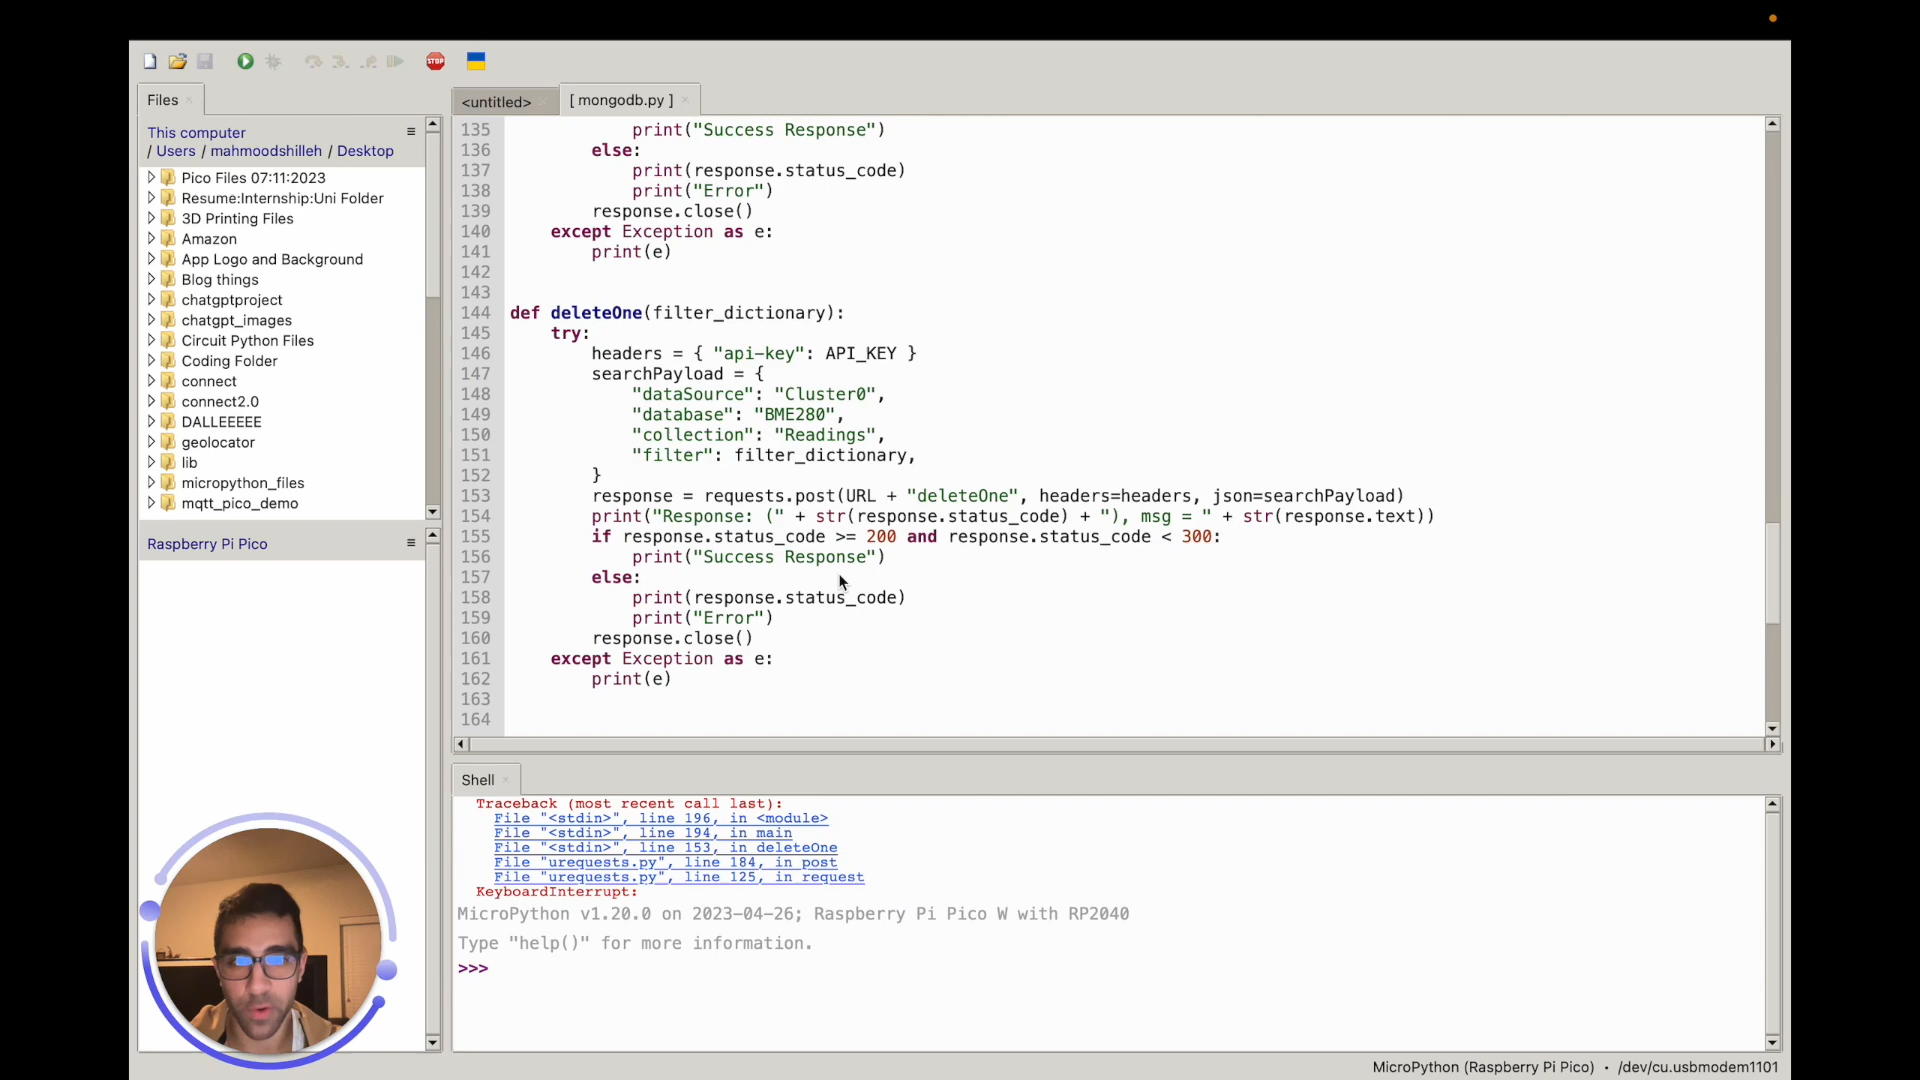 Files
This computer
/ Users / mahmoodshilleh / Desktop
Pico Files 07:11:2023
Resume:Internship:Uni Folder
3D Printing Files
Amazon
App Logo and Background
Blog things
chatgptproject
chatgpt_images
Circuit Python Files
Coding Folder
connect
connect2.0
DALLEEEEE
geolocator
lib
micropython_files
mqtt_pico_demo
Raspberry Pi Pico
STOP
<untitled>
[ mongodb.py ]
135 print("Success Response")
136 else:
137 print(response.status_code)
138 print("Error")
139 response.close()
140 except Exception as e:
141 print(e)
142
143
144 def deleteOne(filter_dictionary):
145 try:
146 headers = { "api-key": API_KEY }
147 searchPayload = {
148 "dataSource": "Cluster0",
149 "database": "BME280",
150 "collection": "Readings",
151 "filter": filter_dictionary,
152 }
153 response = requests.post(URL + "deleteOne", headers=headers, json=searchPayload)
154 print("Response: (" + str(response.status_code) + "), msg = " + str(response.text))
155 if response.status_code >= 200 and response.status_code < 300:
156 print("Success Response")
157 else:
158 print(response.status_code)
159 print("Error")
160 response.close()
161 except Exception as e:
162 print(e)
163
164
Shell
Traceback (most recent call last):
File "<stdin>", line 196, in <module>
File "<stdin>", line 194, in main
File "<stdin>", line 153, in deleteOne
File "urequests.py", line 184, in post
File "urequests.py", line 125, in request
KeyboardInterrupt:
MicroPython v1.20.0 on 2023-04-26; Raspberry Pi Pico W with RP2040
Type "help()" for more information.
>>>
MicroPython (Raspberry Pi Pico) • /dev/cu.usbmodem1101